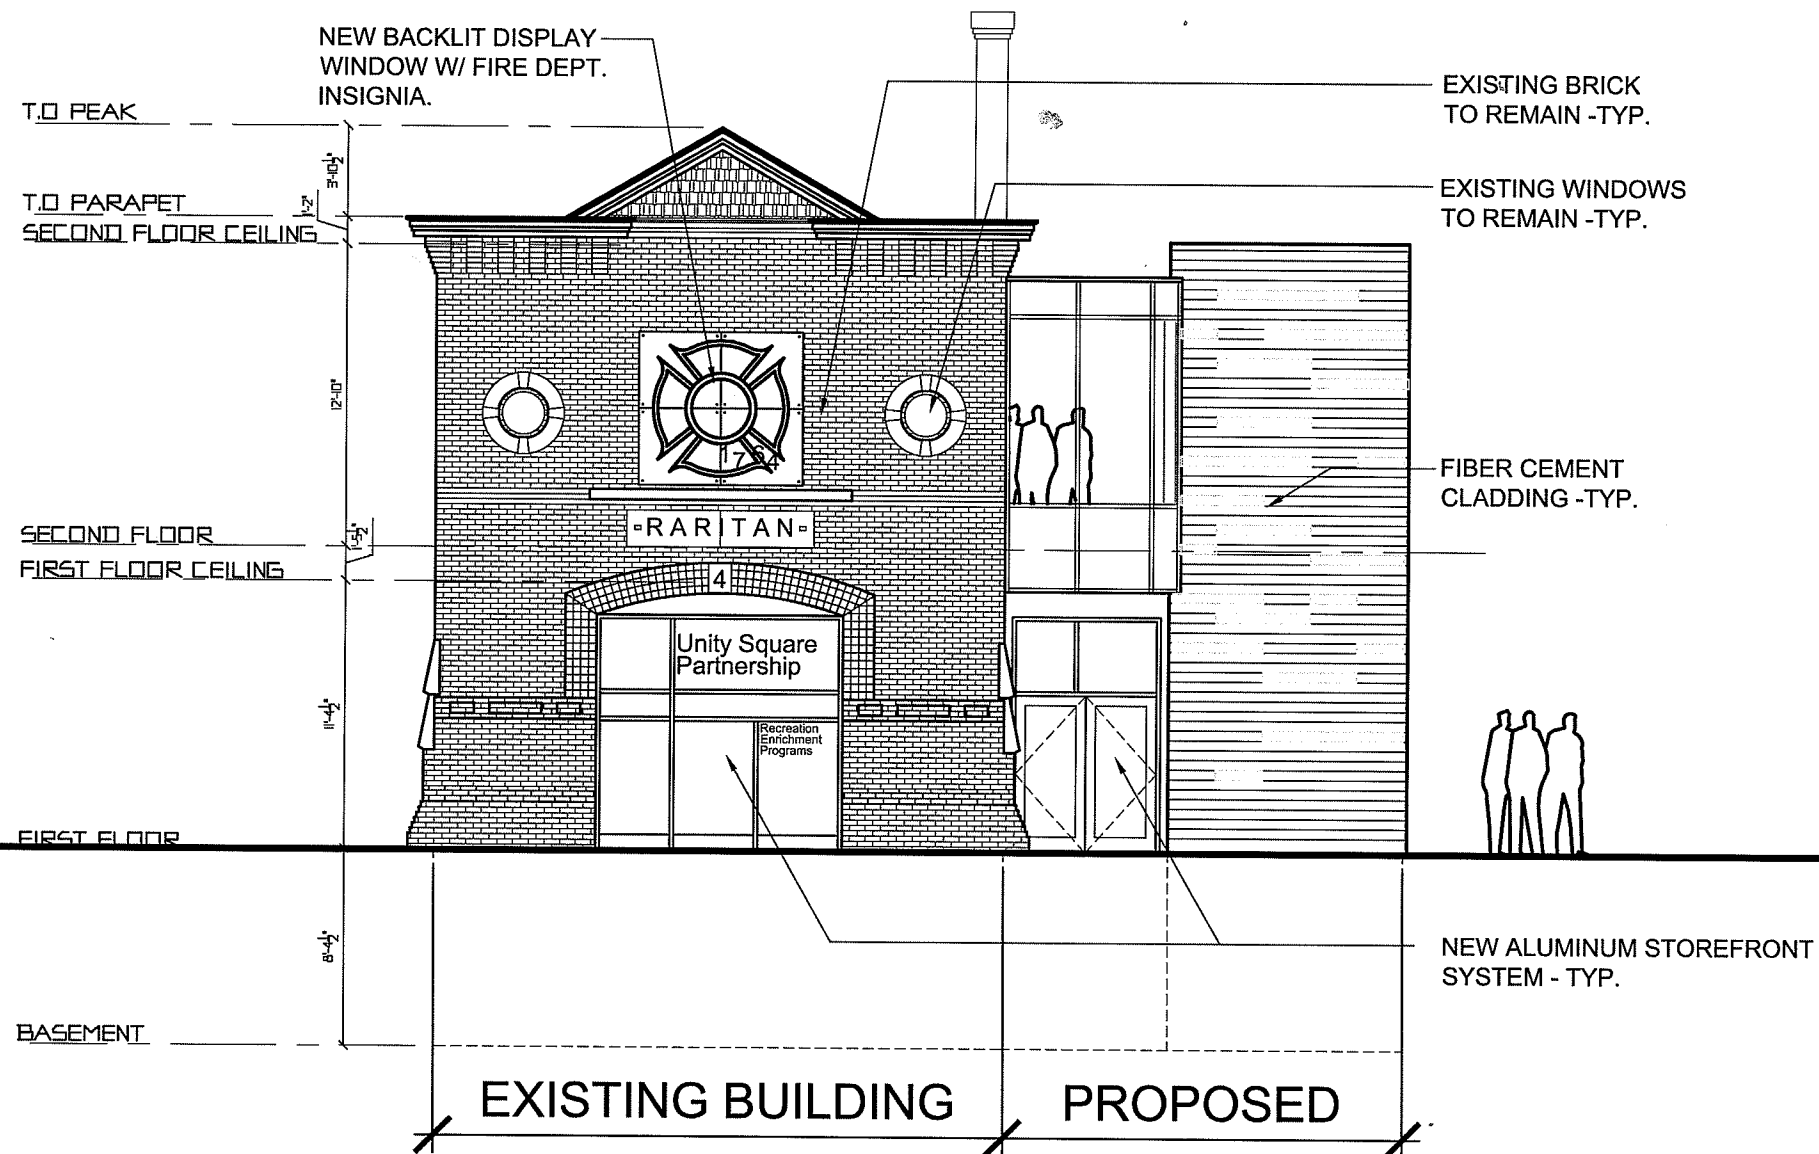 NEW BACKLIT DISPLAY
WINDOW W/ FIRE DEPT.
INSIGNIA.
EXISTING BRICK
TO REMAIN -TYP.
EXISTING WINDOWS
TO REMAIN -TYP.
FIBER CEMENT
CLADDING -TYP.
NEW ALUMINUM STOREFRONT
SYSTEM - TYP.
T.O PEAK
3'-10½"
T.O PARAPET
1'-2"
SECOND FLOOR CEILING
12'-10"
SECOND FLOOR
1'-5½"
FIRST FLOOR CEILING
11'-4½"
FIRST FLOOR
8'-4½"
BASEMENT
1764
RARITAN
4
Unity Square
Partnership
Recreation
Enrichment
Programs
EXISTING BUILDING
PROPOSED